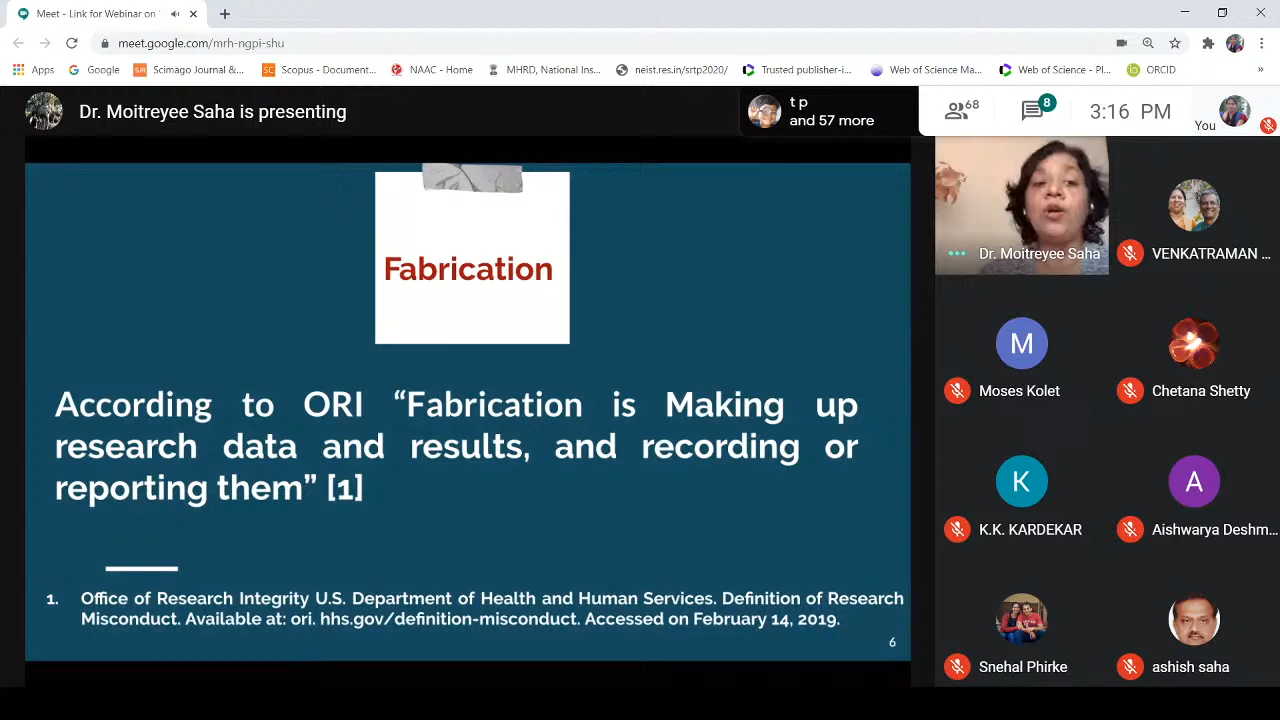 Meet - Link for Webinar on
meet.google.com/mrh-ngpi-shu
Apps
Google
SJR
Scimago Journal &...
SC
Scopus - Document...
NAAC - Home
MHRD, National Ins...
neist.res.in/srtp2020/
Trusted publisher-i...
Web of Science Ma...
Web of Science - Pl...
iD
ORCID
»
Dr. Moitreyee Saha is presenting
t p
and 57 more
68
8
3:16 PM
You
Fabrication
According to ORI “Fabrication is Making up
research data and results, and recording or
reporting them” [1]
1. Office of Research Integrity U.S. Department of Health and Human Services. Definition of Research
Misconduct. Available at: ori. hhs.gov/definition-misconduct. Accessed on February 14, 2019.
6
Dr. Moitreyee Saha
VENKATRAMAN ...
M
Moses Kolet
Chetana Shetty
K
K.K. KARDEKAR
A
Aishwarya Deshm...
Snehal Phirke
ashish saha